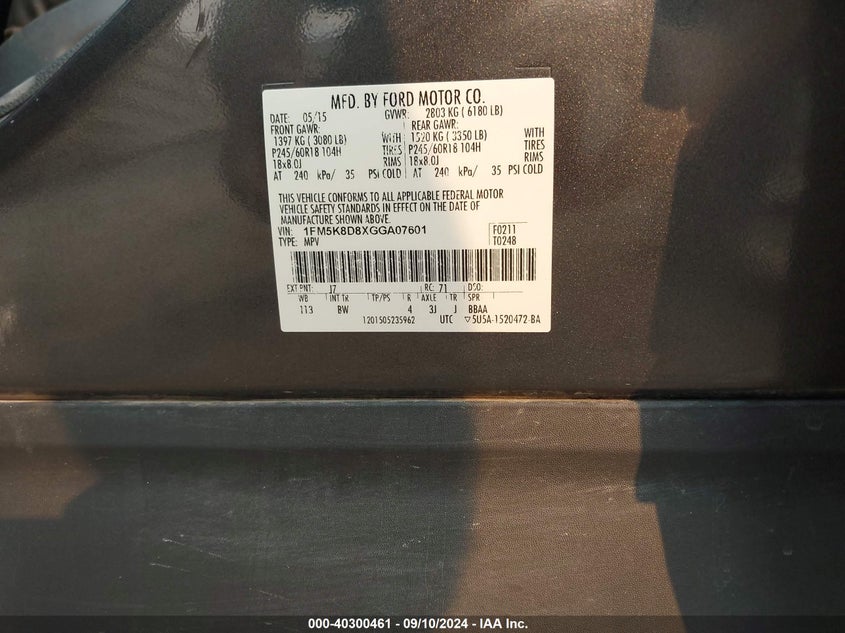 MFD. BY FORD MOTOR CO.
DATE: 05/15 GVWR: 2803 KG ( 6180 LB)
FRONT GAWR: REAR GAWR:
1397 KG ( 3080 LB) WITH 1520 KG ( 3350 LB) WITH
P245/60R18 104H TIRES P245/60R18 104H TIRES
18x8.0J RIMS 18x8.0J RIMS
AT 240 kPa/ 35 PSI COLD AT 240 kPa/ 35 PSI COLD
THIS VEHICLE CONFORMS TO ALL APPLICABLE FEDERAL MOTOR
VEHICLE SAFETY STANDARDS IN EFFECT ON THE DATE OF
MANUFACTURE SHOWN ABOVE.
VIN: 1FM5K8D8XGGA07601 F0211
TYPE: MPV T0248
EXT PNT: J7 RC: 71 DSO:
WB INT TR TP/PS R AXLE TR SPR
113 BW 4 3J J BBAA
1201505235962 UTC ▽5U5A-1520472-BA
000-40300461 - 09/10/2024 - IAA Inc.